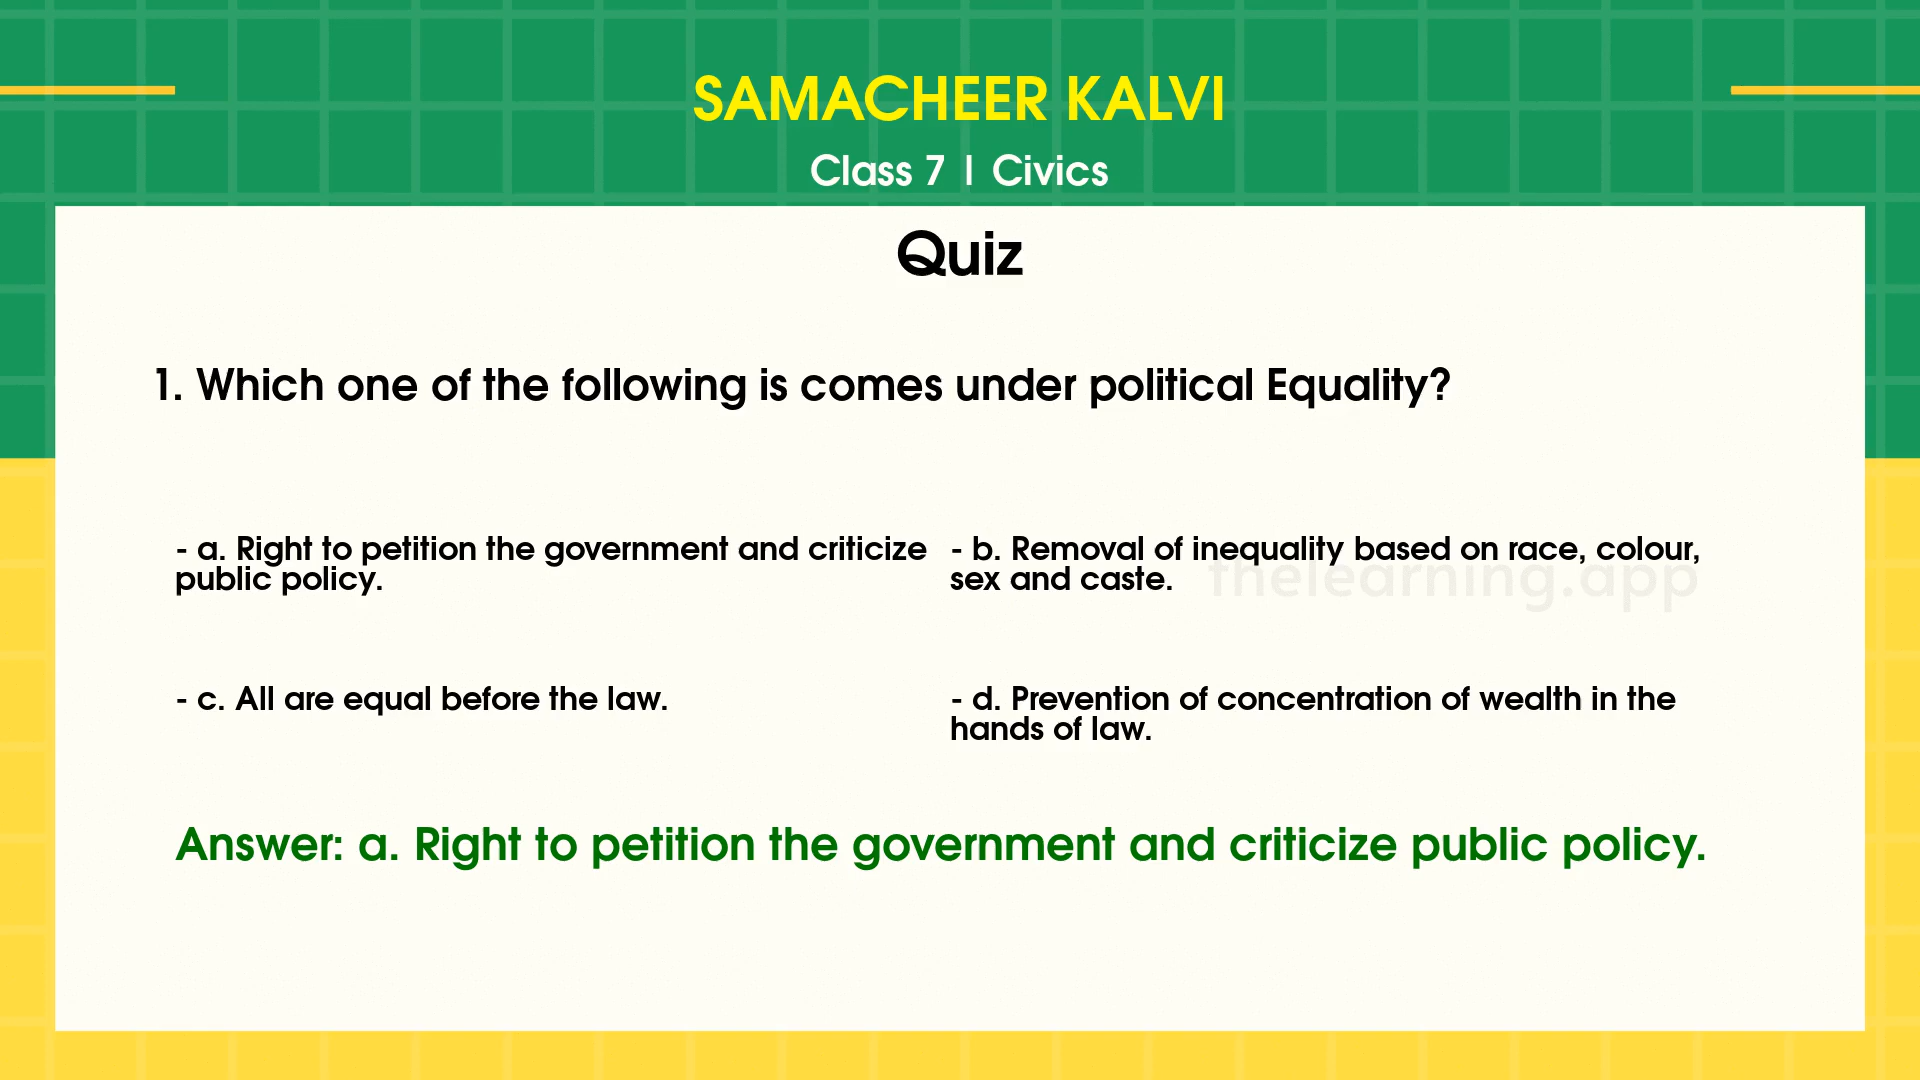 SAMACHEER KALVI
Class 7 | Civics
Quiz
1. Which one of the following is comes under political Equality?
- a. Right to petition the government and criticize
public policy.
- b. Removal of inequality based on race, colour,
sex and caste.
thelearning.app
- c. All are equal before the law.
- d. Prevention of concentration of wealth in the
hands of law.
Answer: a. Right to petition the government and criticize public policy.